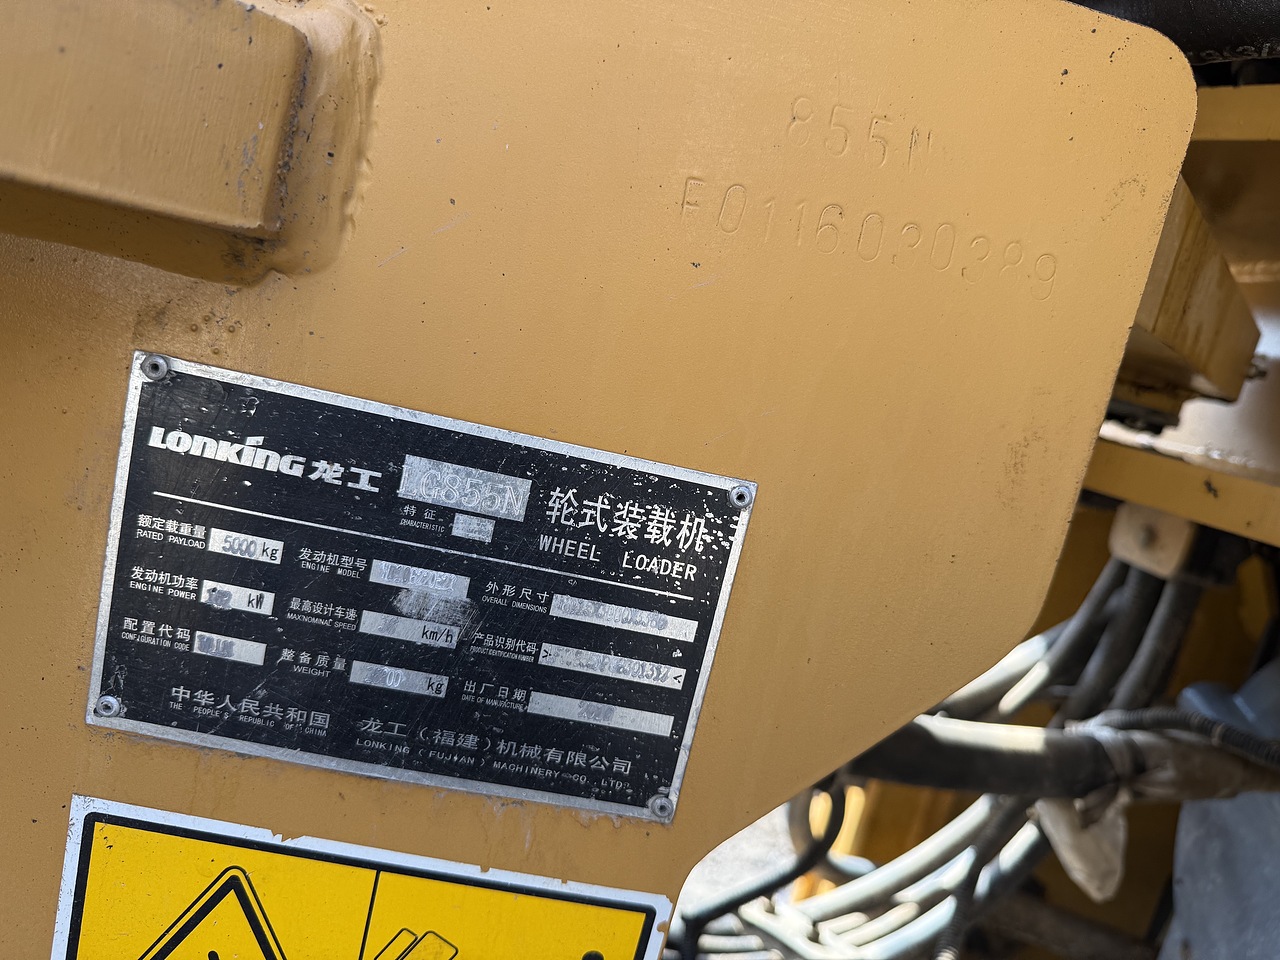 855N
F0116030389
LONKING 龙工 LG855N 轮式装载机
特征
CHARACTERISTIC
WHEEL LOADER
额定载重量 5000 kg
RATED PAYLOAD
发动机型号
ENGINE MODEL
外形尺寸
OVERALL DIMENSIONS
发动机功率 kW
ENGINE POWER
最高设计车速 km/h
MAX NOMINAL SPEED
产品识别代码
PRODUCT IDENTIFICATION NUMBER
配置代码
CONFIGURATION CODE
整备质量 kg
WEIGHT
出厂日期
DATE OF MANUFACTURE
中华人民共和国
THE PEOPLE'S REPUBLIC OF CHINA
龙工（福建）机械有限公司
LONKING (FUJIAN) MACHINERY CO., LTD.